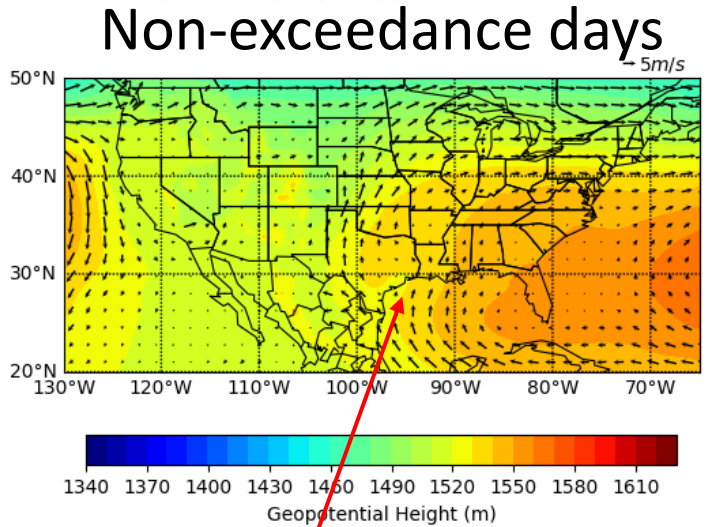 Non-exceedance days
5m/s
50°N
40°N
30°N
20°N
130°W 120°W 110°W 100°W 90°W 80°W 70°W
1340 1370 1400 1430 1460 1490 1520 1550 1580 1610
Geopotential Height (m)